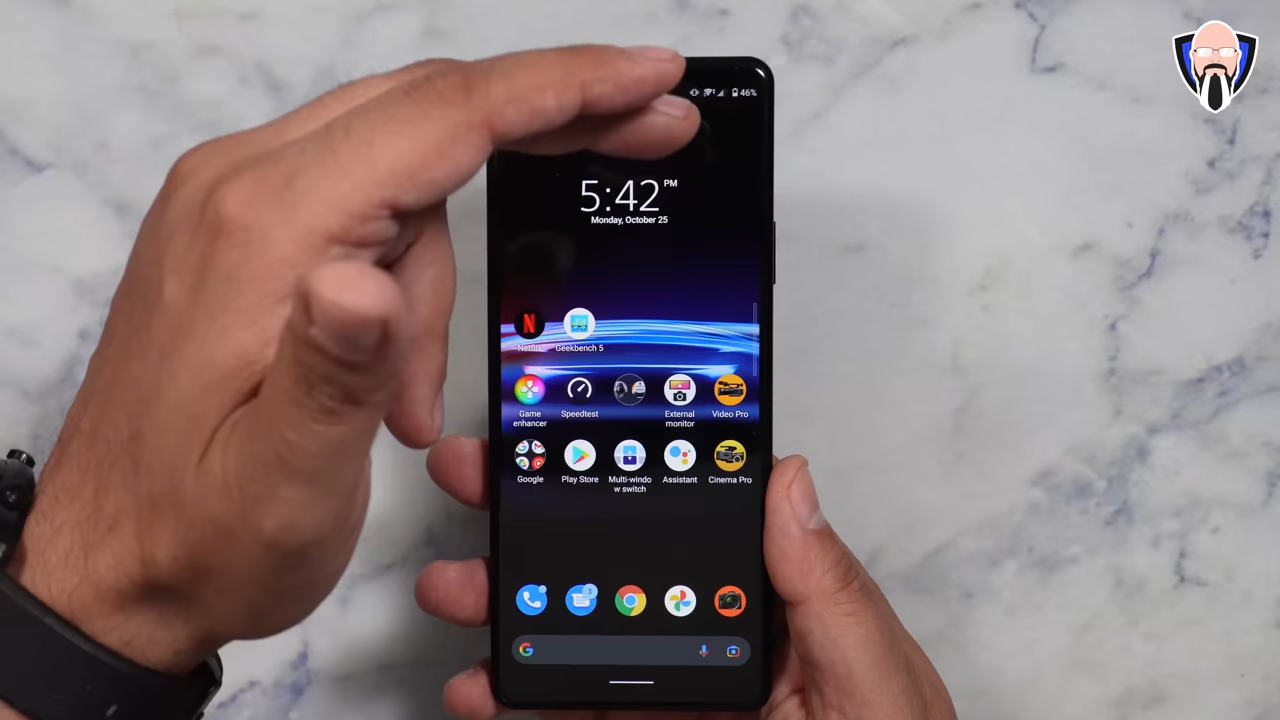 46%
5:42 PM
Monday, October 25
N
Netflix Geekbench 5
Game enhancer Speedtest External monitor Video Pro
Google Play Store Multi-windo w switch Assistant Cinema Pro
3
G